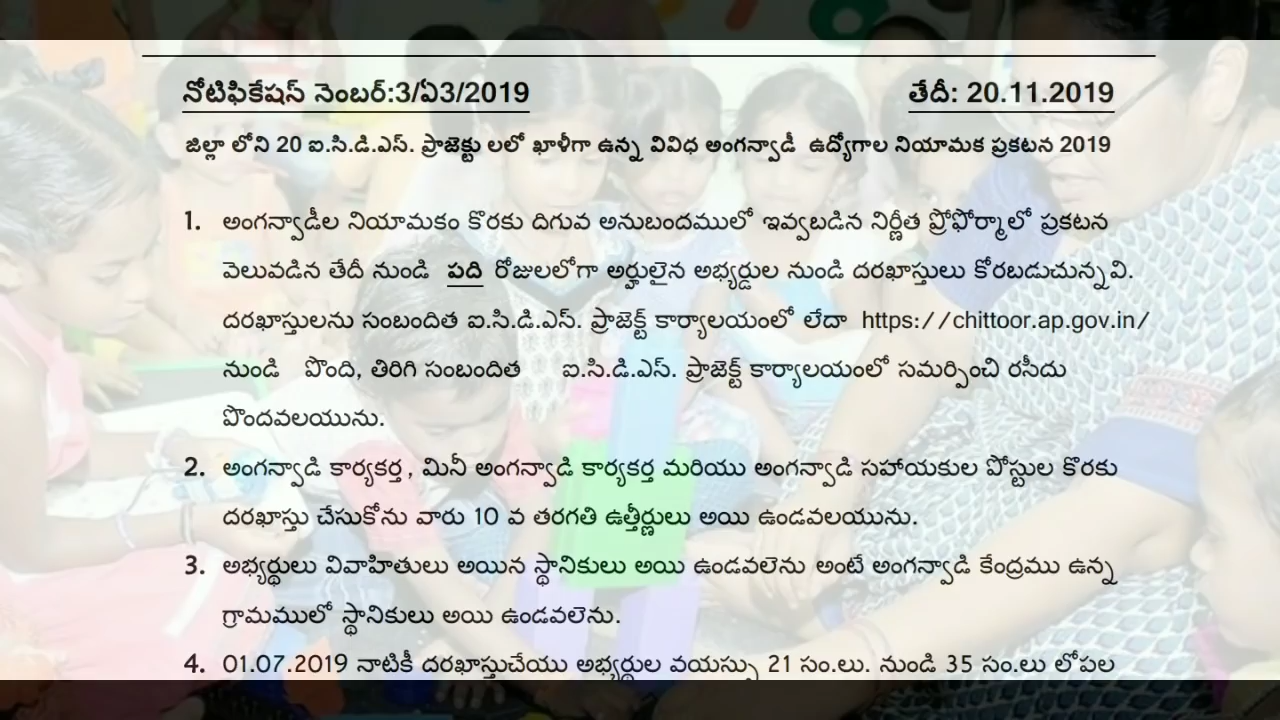 నోటిఫికేషన్ నెంబర్:3/ఏ3/2019 తేదీ: 20.11.2019
జిల్లా లోని 20 ఐ.సి.డి.ఎస్. ప్రాజెక్టు లలో ఖాళీగా ఉన్న వివిధ అంగన్వాడీ ఉద్యోగాల నియామక ప్రకటన 2019
1. అంగన్వాడీల నియామకం కొరకు దిగువ అనుబందములో ఇవ్వబడిన నిర్ణీత ప్రోఫోర్మాలో ప్రకటన
వెలువడిన తేదీ నుండి పది రోజులలోగా అర్హులైన అభ్యర్డుల నుండి దరఖాస్తులు కోరబడుచున్నవి.
దరఖాస్తులను సంబందిత ఐ.సి.డి.ఎస్. ప్రాజెక్ట్ కార్యాలయంలో లేదా https://chittoor.ap.gov.in/
నుండి పొంది, తిరిగి సంబందిత ఐ.సి.డి.ఎస్. ప్రాజెక్ట్ కార్యాలయంలో సమర్పించి రసీదు
పొందవలయును.
2. అంగన్వాడి కార్యకర్త, మినీ అంగన్వాడి కార్యకర్త మరియు అంగన్వాడి సహాయకుల పోస్టుల కొరకు
దరఖాస్తు చేసుకోను వారు 10 వ తరగతి ఉత్తీర్ణులు అయి ఉండవలయును.
3. అభ్యర్థులు వివాహితులు అయిన స్థానికులు అయి ఉండవలెను అంటే అంగన్వాడి కేంద్రము ఉన్న
గ్రామములో స్థానికులు అయి ఉండవలెను.
4. 01.07.2019 నాటికీ దరఖాస్తుచేయు అభ్యర్థుల వయస్సు 21 సం.లు. నుండి 35 సం.లు లోపల